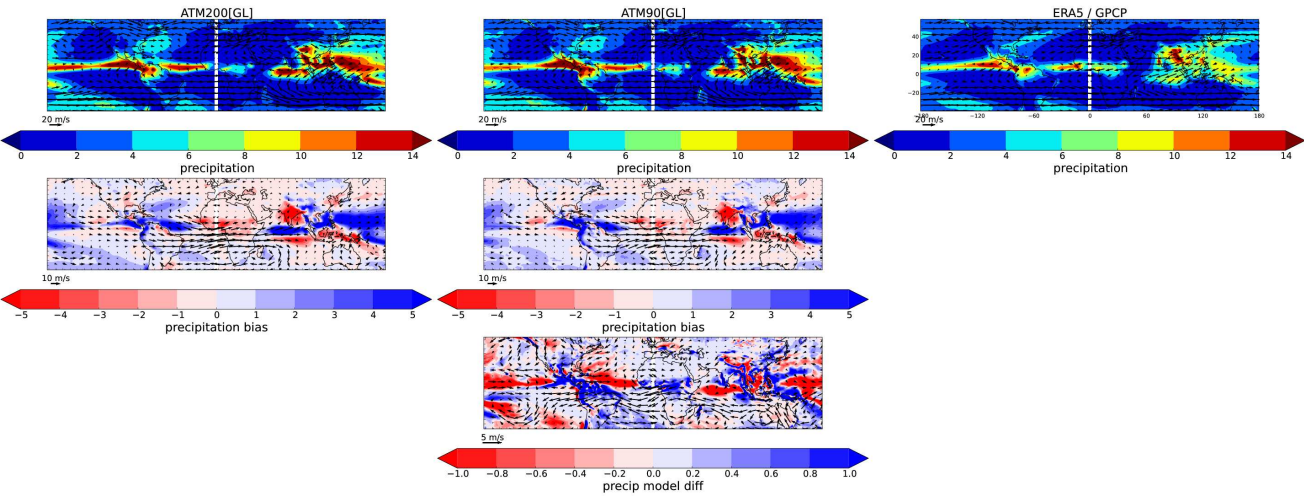 ATM200[GL]
ATM90[GL]
ERA5 / GPCP
40
20
0
−20
−40
−180 −120 −60 0 60 120 180
20 m/s
20 m/s
20 m/s
0 2 4 6 8 10 12 14
0 2 4 6 8 10 12 14
0 2 4 6 8 10 12 14
precipitation
precipitation
precipitation
10 m/s
10 m/s
−5 −4 −3 −2 −1 0 1 2 3 4 5
−5 −4 −3 −2 −1 0 1 2 3 4 5
precipitation bias
precipitation bias
5 m/s
−1.0 −0.8 −0.6 −0.4 −0.2 0.0 0.2 0.4 0.6 0.8 1.0
precip model diff